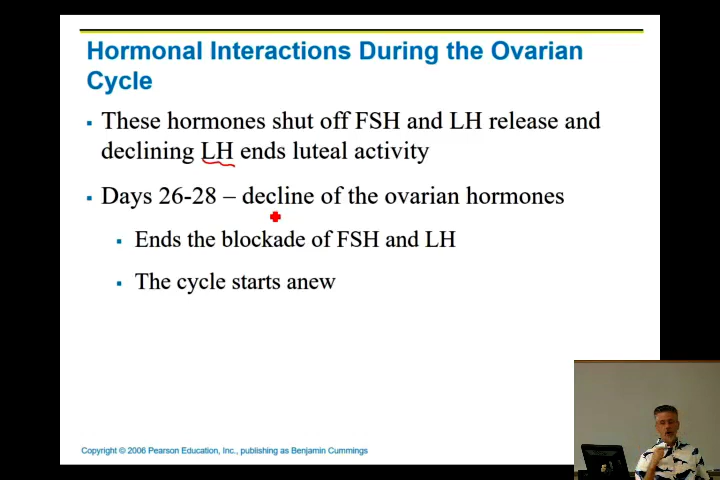 Hormonal Interactions During the Ovarian
Cycle
▪ These hormones shut off FSH and LH release and
declining LH ends luteal activity
▪ Days 26-28 – decline of the ovarian hormones
▪ Ends the blockade of FSH and LH
▪ The cycle starts anew
Copyright © 2006 Pearson Education, Inc., publishing as Benjamin Cummings